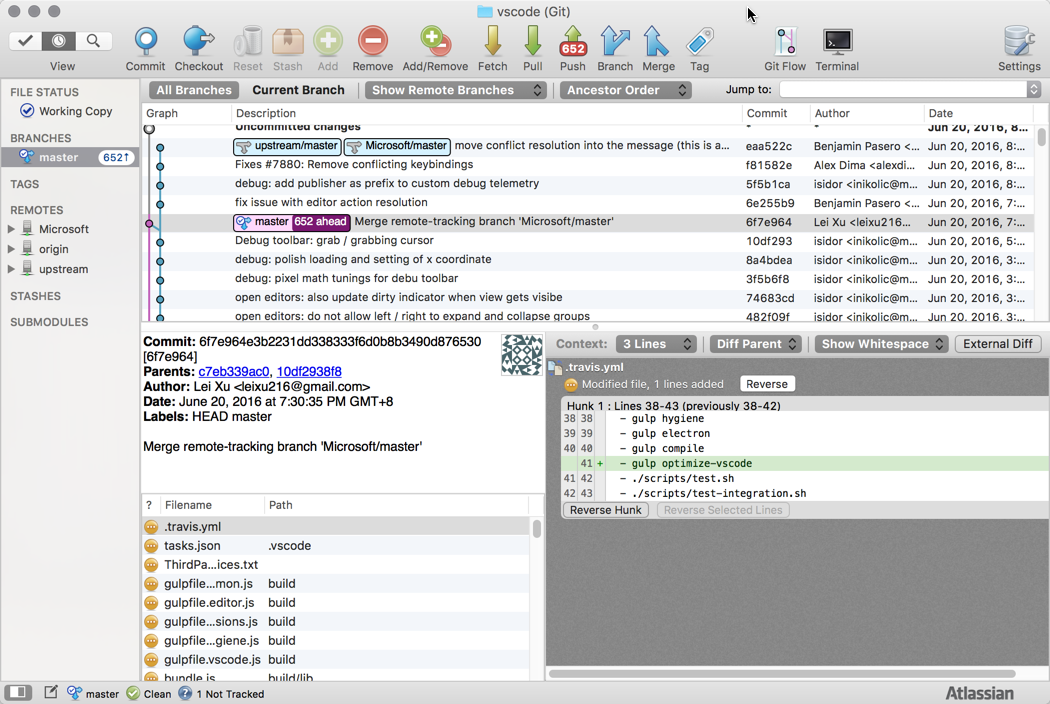 vscode (Git)
View Commit Checkout Reset Stash Add Remove Add/Remove Fetch Pull 652 Push Branch Merge Tag Git Flow Terminal Settings
FILE STATUS
Working Copy
BRANCHES
master 652↑
TAGS
REMOTES
Microsoft
origin
upstream
STASHES
SUBMODULES
All Branches Current Branch Show Remote Branches Ancestor Order Jump to:
Graph Description Commit Author Date
Uncommitted changes * * Jun 20, 2016, 8...
upstream/master Microsoft/master move conflict resolution into the message (this is a... eaa522c Benjamin Pasero <... Jun 20, 2016, 8:...
Fixes #7880: Remove conflicting keybindings f81582e Alex Dima <alexdi... Jun 20, 2016, 8:...
debug: add publisher as prefix to custom debug telemetry 5f5b1ca isidor <inikolic@m... Jun 20, 2016, 8:...
fix issue with editor action resolution 6e255b9 Benjamin Pasero <... Jun 20, 2016, 7:...
master 652 ahead Merge remote-tracking branch 'Microsoft/master' 6f7e964 Lei Xu <leixu216... Jun 20, 2016, 7:...
Debug toolbar: grab / grabbing cursor 10df293 isidor <inikolic@m... Jun 20, 2016, 5:...
debug: polish loading and setting of x coordinate 8a4bdea isidor <inikolic@m... Jun 20, 2016, 3:...
debug: pixel math tunings for debu toolbar 3f5b6f8 isidor <inikolic@m... Jun 20, 2016, 3:...
open editors: also update dirty indicator when view gets visibe 74683cd isidor <inikolic@m... Jun 20, 2016, 3:...
open editors: do not allow left / right to expand and collapse groups 482f09f isidor <inikolic@m... Jun 20, 2016, 3:...
Commit: 6f7e964e3b2231dd338333f6d0b8b3490d876530
[6f7e964]
Parents: c7eb339ac0, 10df2938f8
Author: Lei Xu <leixu216@gmail.com>
Date: June 20, 2016 at 7:30:35 PM GMT+8
Labels: HEAD master
Merge remote-tracking branch 'Microsoft/master'
? Filename Path
.travis.yml
tasks.json .vscode
ThirdPa...ices.txt
gulpfile...mon.js build
gulpfile.editor.js build
gulpfile...sions.js build
gulpfile...giene.js build
gulpfile.vscode.js build
bundle.js build/lib
Context: 3 Lines Diff Parent Show Whitespace External Diff
.travis.yml
Modified file, 1 lines added Reverse
Hunk 1 : Lines 38-43 (previously 38-42)
38 38 - gulp hygiene
39 39 - gulp electron
40 40 - gulp compile
41 + - gulp optimize-vscode
41 42 - ./scripts/test.sh
42 43 - ./scripts/test-integration.sh
Reverse Hunk Reverse Selected Lines
master Clean ? 1 Not Tracked Atlassian